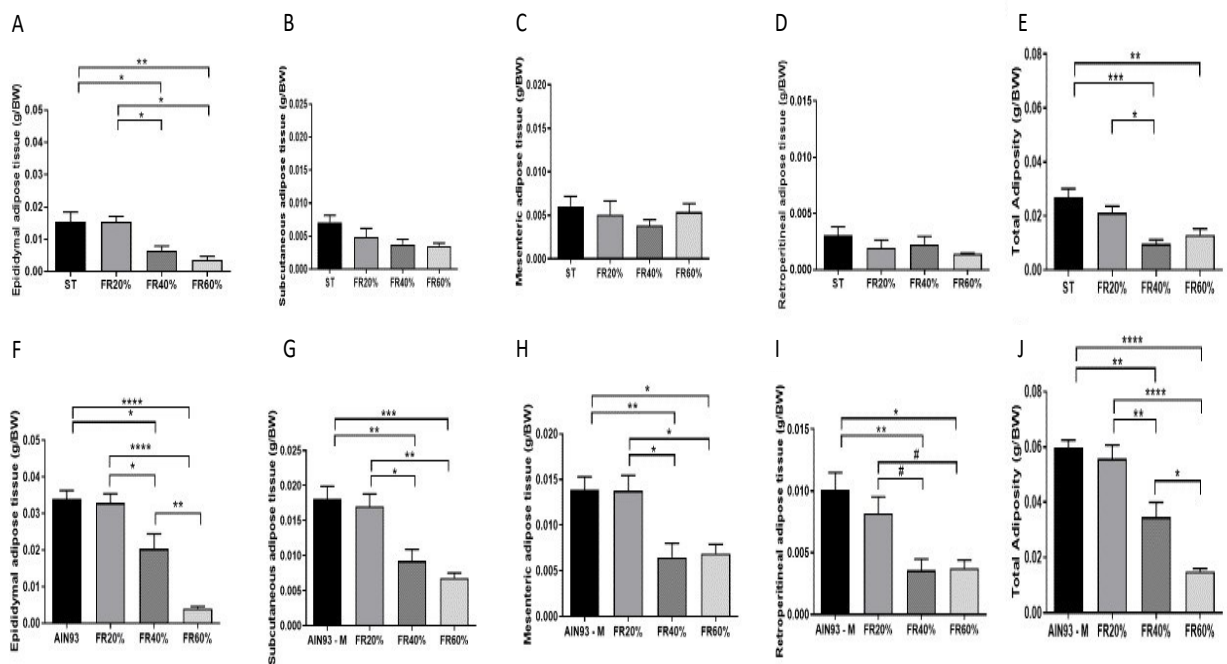 A
Epididymal adipose tissue (g/BW)
0.05
0.04
0.03
0.02
0.01
0.00
**
*
*
*
ST FR20% FR40% FR60%
B
Subcutaneous adipose tissue (g/BW)
0.025
0.020
0.015
0.010
0.005
0.000
ST FR20% FR40% FR60%
C
Mesenteric adipose tissue (g/BW)
0.020
0.015
0.010
0.005
0.000
ST FR20% FR40% FR60%
D
Retroperitineal adipose tissue (g/BW)
0.015
0.010
0.005
0.000
ST FR20% FR40% FR60%
E
Total Adiposity (g/BW)
0.08
0.06
0.04
0.02
0.00
**
***
*
ST FR20% FR40% FR60%
F
Epididymal adipose tissue (g/BW)
0.05
0.04
0.03
0.02
0.01
0.00
****
*
****
*
**
AIN93 FR20% FR40% FR60%
G
Subcutaneous adipose tissue (g/BW)
0.025
0.020
0.015
0.010
0.005
0.000
***
**
**
*
AIN93 - M FR20% FR40% FR60%
H
Mesenteric adipose tissue (g/BW)
0.020
0.015
0.010
0.005
0.000
*
**
*
*
AIN93 - M FR20% FR40% FR60%
I
Retroperitineal adipose tissue (g/BW)
0.015
0.010
0.005
0.000
*
**
#
#
AIN93 - M FR20% FR40% FR60%
J
Total Adiposity (g/BW)
0.08
0.06
0.04
0.02
0.00
****
**
****
**
*
AIN93 - M FR20% FR40% FR60%